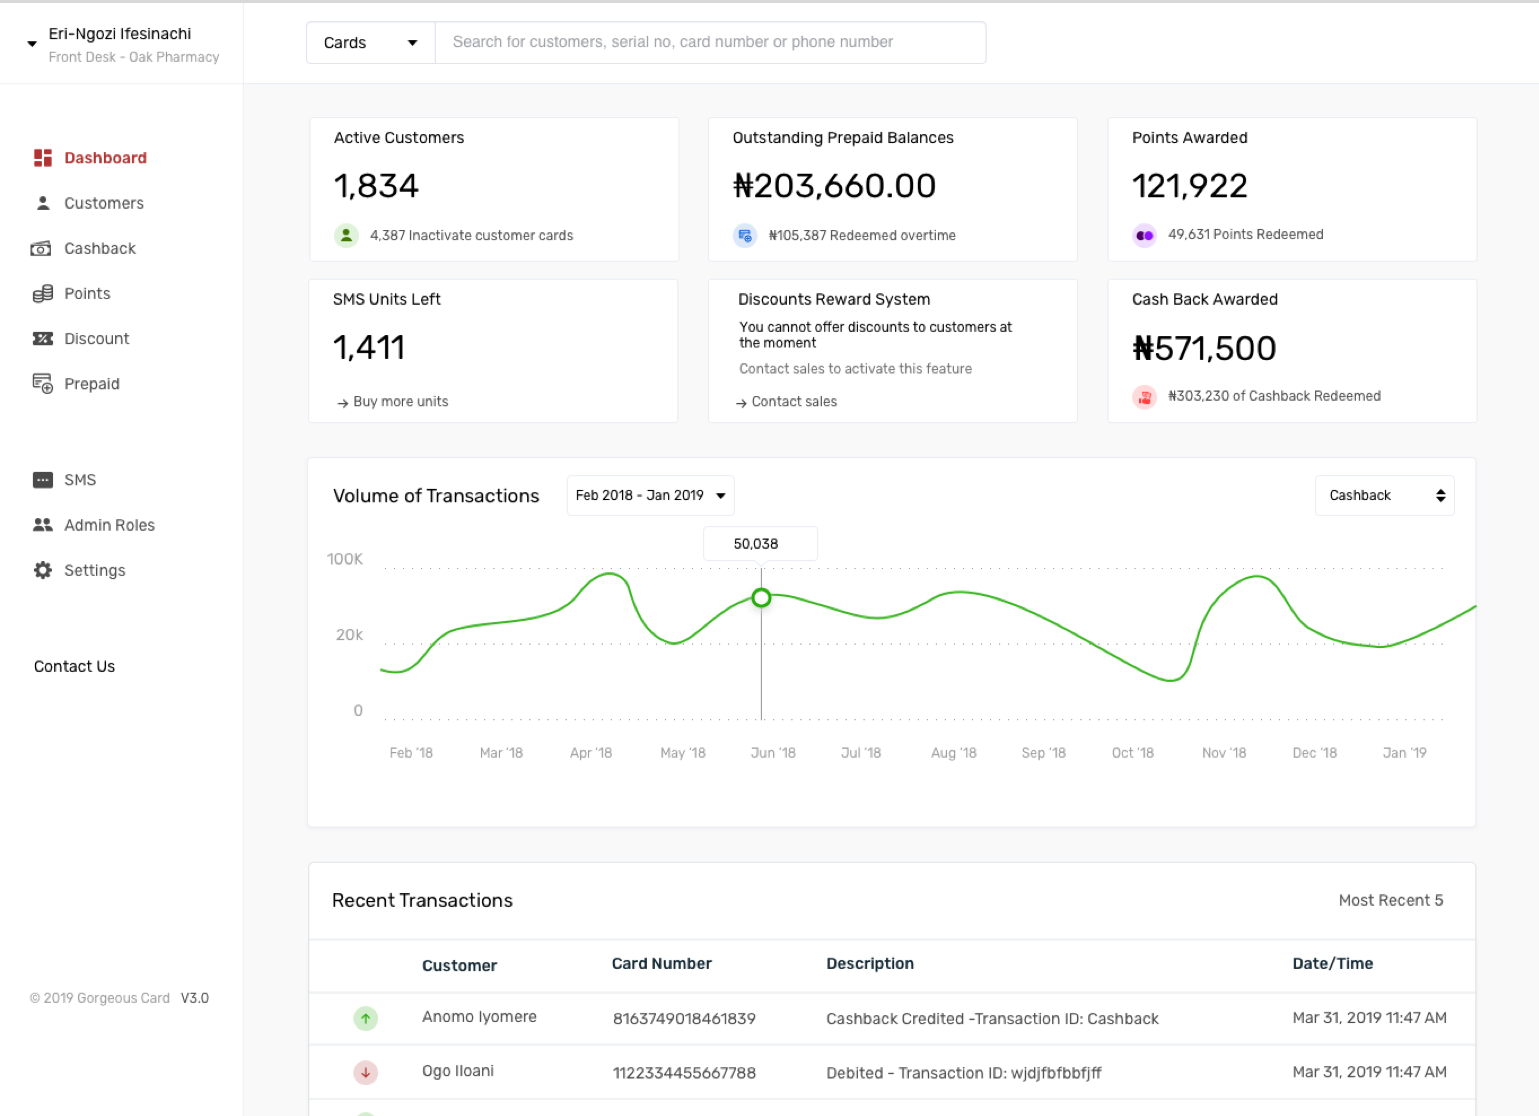 Eri-Ngozi Ifesinachi
Front Desk - Oak Pharmacy
Cards
Search for customers, serial no, card number or phone number
Dashboard
Customers
Cashback
Points
Discount
Prepaid
SMS
Admin Roles
Settings
Contact Us
© 2019 Gorgeous Card V3.0
Active Customers
1,834
4,387 Inactivate customer cards
Outstanding Prepaid Balances
₦203,660.00
₦105,387 Redeemed overtime
Points Awarded
121,922
49,631 Points Redeemed
SMS Units Left
1,411
→ Buy more units
Discounts Reward System
You cannot offer discounts to customers at
the moment
Contact sales to activate this feature
→ Contact sales
Cash Back Awarded
₦571,500
₦303,230 of Cashback Redeemed
Volume of Transactions
Feb 2018 - Jan 2019
Cashback
50,038
100K
20k
0
Feb '18 Mar '18 Apr '18 May '18 Jun '18 Jul '18 Aug '18 Sep '18 Oct '18 Nov '18 Dec '18 Jan '19
Recent Transactions
Most Recent 5
Customer Card Number Description Date/Time
Anomo Iyomere 8163749018461839 Cashback Credited -Transaction ID: Cashback Mar 31, 2019 11:47 AM
Ogo Iloani 1122334455667788 Debited - Transaction ID: wjdjfbfbbfjff Mar 31, 2019 11:47 AM